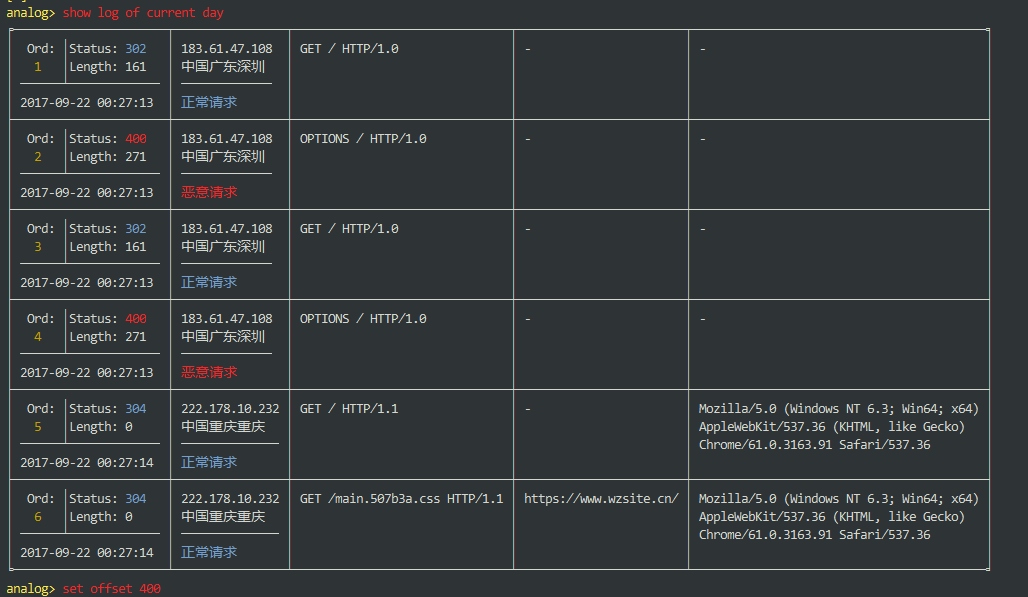 analog> show log of current day
Ord: Status: 302 183.61.47.108 GET / HTTP/1.0 - -
1 Length: 161 中国广东深圳
2017-09-22 00:27:13 正常请求
Ord: Status: 400 183.61.47.108 OPTIONS / HTTP/1.0 - -
2 Length: 271 中国广东深圳
2017-09-22 00:27:13 恶意请求
Ord: Status: 302 183.61.47.108 GET / HTTP/1.0 - -
3 Length: 161 中国广东深圳
2017-09-22 00:27:13 正常请求
Ord: Status: 400 183.61.47.108 OPTIONS / HTTP/1.0 - -
4 Length: 271 中国广东深圳
2017-09-22 00:27:13 恶意请求
Ord: Status: 304 222.178.10.232 GET / HTTP/1.1 - Mozilla/5.0 (Windows NT 6.3; Win64; x64)
5 Length: 0 中国重庆重庆 AppleWebKit/537.36 (KHTML, like Gecko)
Chrome/61.0.3163.91 Safari/537.36
2017-09-22 00:27:14 正常请求
Ord: Status: 304 222.178.10.232 GET /main.507b3a.css HTTP/1.1 https://www.wzsite.cn/ Mozilla/5.0 (Windows NT 6.3; Win64; x64)
6 Length: 0 中国重庆重庆 AppleWebKit/537.36 (KHTML, like Gecko)
Chrome/61.0.3163.91 Safari/537.36
2017-09-22 00:27:14 正常请求
analog> set offset 400